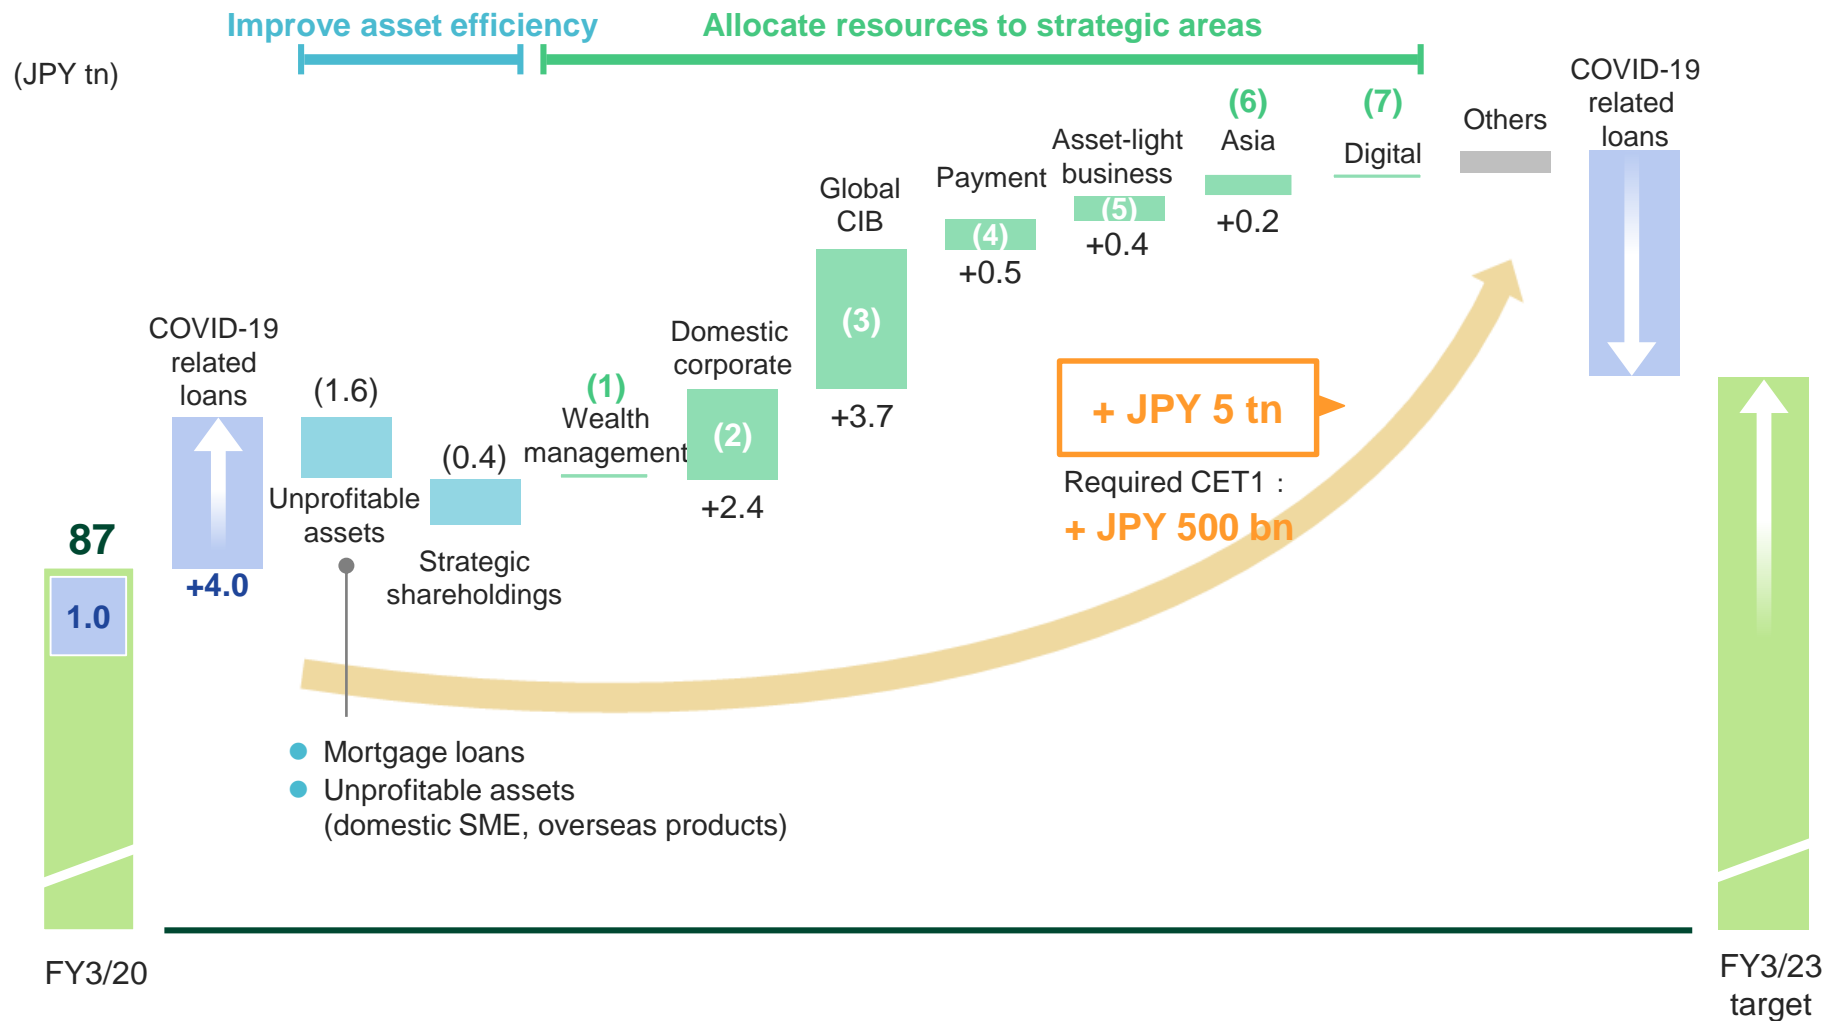 Improve asset efficiency
Allocate resources to strategic areas
(JPY tn)
87
1.0
FY3/20
COVID-19
related
loans
+4.0
(1.6)
Unprofitable
assets
(0.4)
Strategic
shareholdings
(1)
Wealth
management
Domestic
corporate
(2)
+2.4
Global
CIB
(3)
+3.7
Payment
(4)
+0.5
Asset-light
business
(5)
+0.4
(6)
Asia
+0.2
(7)
Digital
Others
COVID-19
related
loans
+ JPY 5 tn
Required CET1 :
+ JPY 500 bn
Mortgage loans
Unprofitable assets
(domestic SME, overseas products)
FY3/23
target